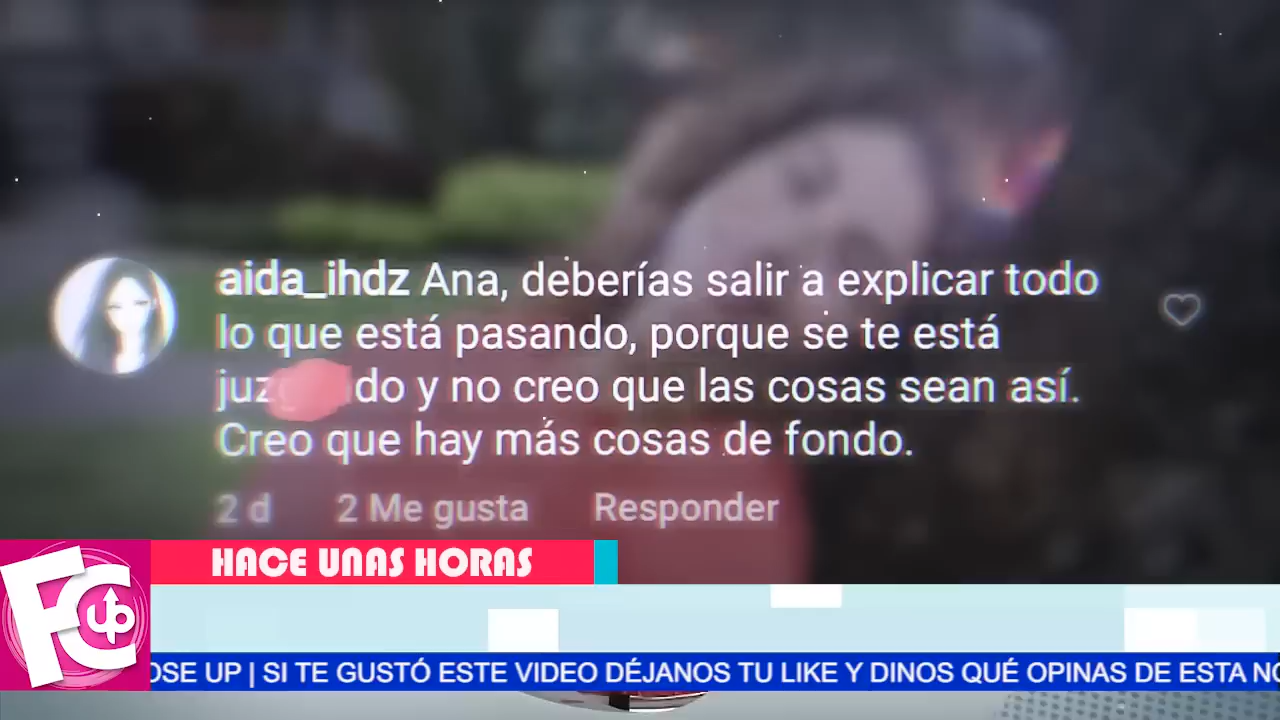 aida_ihdz Ana, deberías salir a explicar todo
lo que está pasando, porque se te está
y no creo que las cosas sean así.
Creo que hay más cosas de fondo.
2 d 2 Me gusta Responder
HACE UNAS HORAS
FC up
OSE UP | SI TE GUSTÓ ESTE VIDEO DÉJANOS TU LIKE Y DINOS QUÉ OPINAS DE ESTA